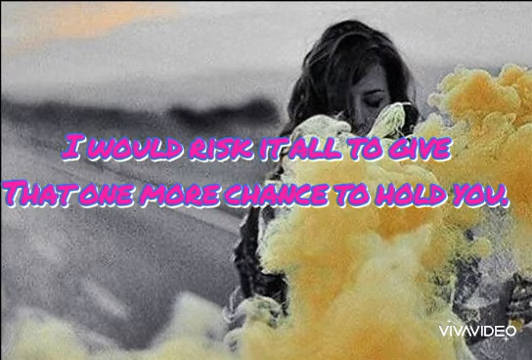 I WOULD RISK IT ALL TO GIVE
THAT ONE MORE CHANCE TO HOLD YOU.
VIVAVIDEO